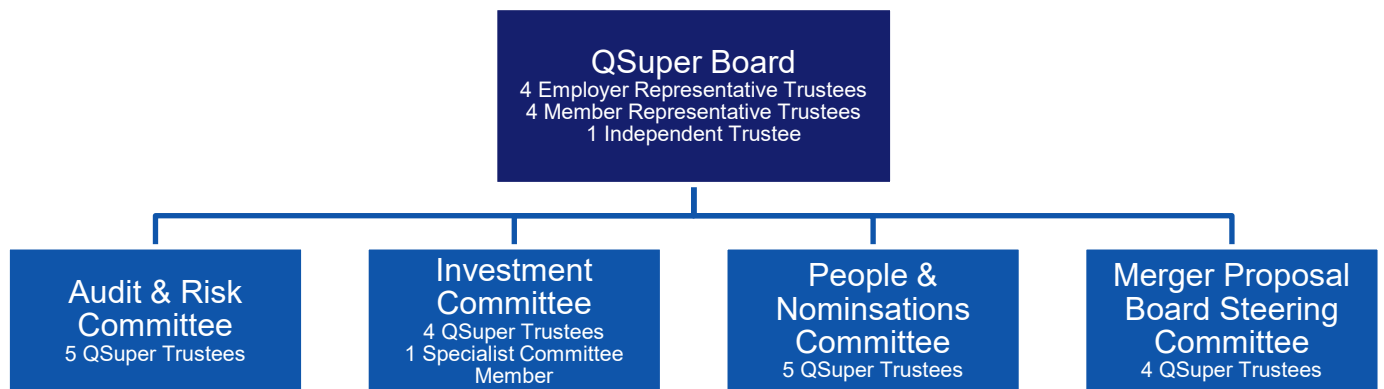 QSuper Board
4 Employer Representative Trustees
4 Member Representative Trustees
1 Independent Trustee
Audit & Risk
Committee
5 QSuper Trustees
Investment
Committee
4 QSuper Trustees
1 Specialist Committee
Member
People &
Nominsations
Committee
5 QSuper Trustees
Merger Proposal
Board Steering
Committee
4 QSuper Trustees